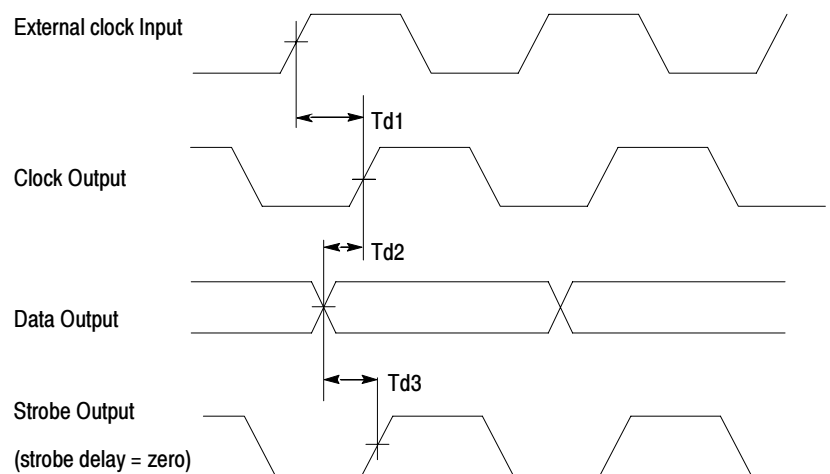 External clock Input
Td1
Clock Output
Td2
Data Output
Td3
Strobe Output
(strobe delay = zero)